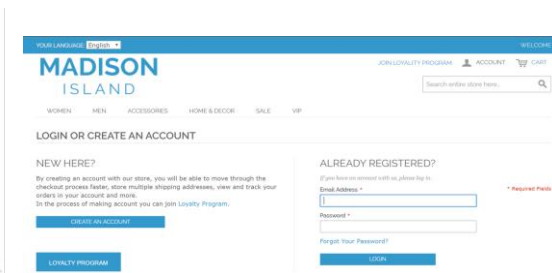 YOUR LANGUAGE: English
WELCOME
MADISON
ISLAND
JOIN LOYALITY PROGRAM
ACCOUNT
CART
Search entire store here..
WOMEN MEN ACCESSORIES HOME & DECOR SALE VIP
LOGIN OR CREATE AN ACCOUNT
NEW HERE?
By creating an account with our store, you will be able to move through the
checkout process faster, store multiple shipping addresses, view and track your
orders in your account and more.
In the process of making account you can join Loyalty Program.
CREATE AN ACCOUNT
LOYALTY PROGRAM
ALREADY REGISTERED?
If you have an account with us, please log in.
Email Address *
* Required Fields
Password *
Forgot Your Password?
LOGIN